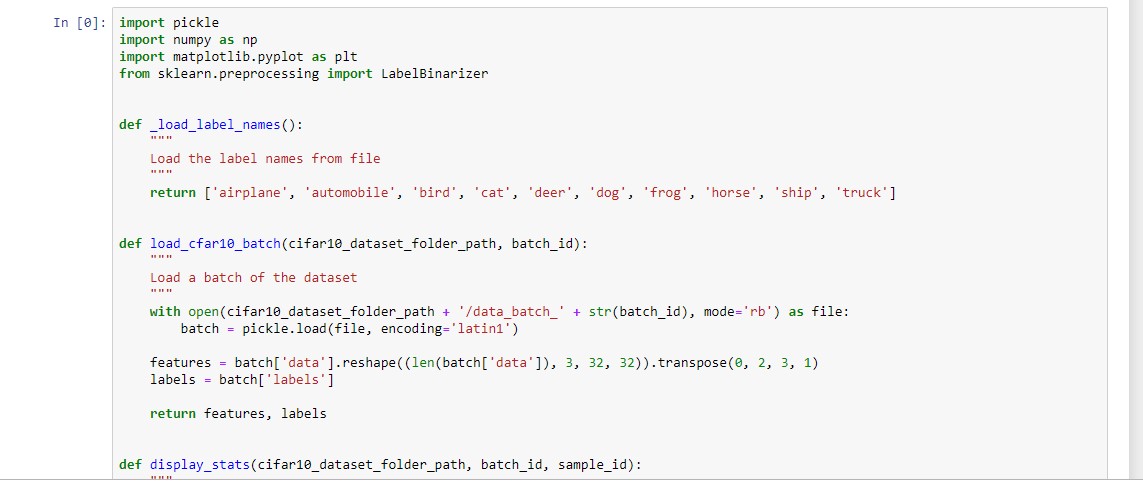 In [0]: import pickle
import numpy as np
import matplotlib.pyplot as plt
from sklearn.preprocessing import LabelBinarizer
def _load_label_names():
"""
Load the label names from file
"""
return ['airplane', 'automobile', 'bird', 'cat', 'deer', 'dog', 'frog', 'horse', 'ship', 'truck']
def load_cfar10_batch(cifar10_dataset_folder_path, batch_id):
"""
Load a batch of the dataset
"""
with open(cifar10_dataset_folder_path + '/data_batch_' + str(batch_id), mode='rb') as file:
batch = pickle.load(file, encoding='latin1')
features = batch['data'].reshape((len(batch['data']), 3, 32, 32)).transpose(0, 2, 3, 1)
labels = batch['labels']
return features, labels
def display_stats(cifar10_dataset_folder_path, batch_id, sample_id):
"""